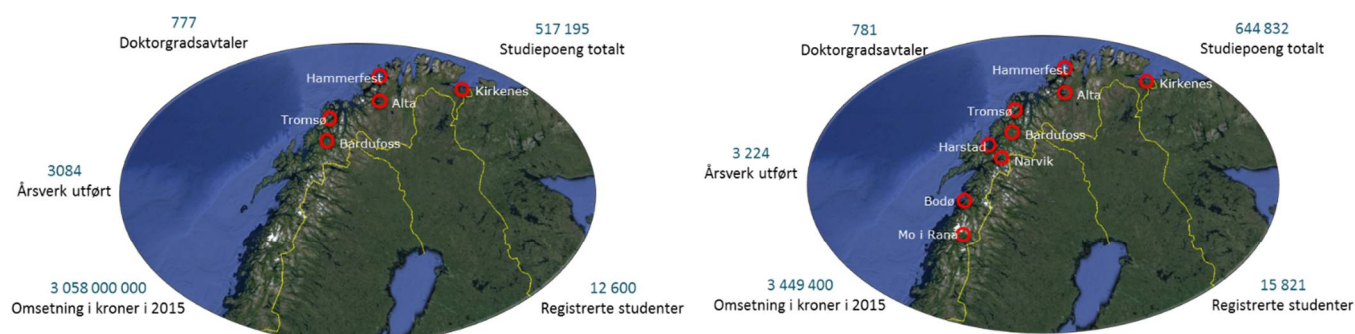 777
Doktorgradsavtaler
517 195
Studiepoeng totalt
Hammerfest
Kirkenes
Alta
Tromsø
Bardufoss
3084
Årsverk utført
3 058 000 000
Omsetning i kroner i 2015
12 600
Registrerte studenter
781
Doktorgradsavtaler
644 832
Studiepoeng totalt
Hammerfest
Kirkenes
Alta
Tromsø
Bardufoss
Harstad
Narvik
3 224
Årsverk utført
Bodø
Mo i Rana
3 449 400
Omsetning i kroner i 2015
15 821
Registrerte studenter